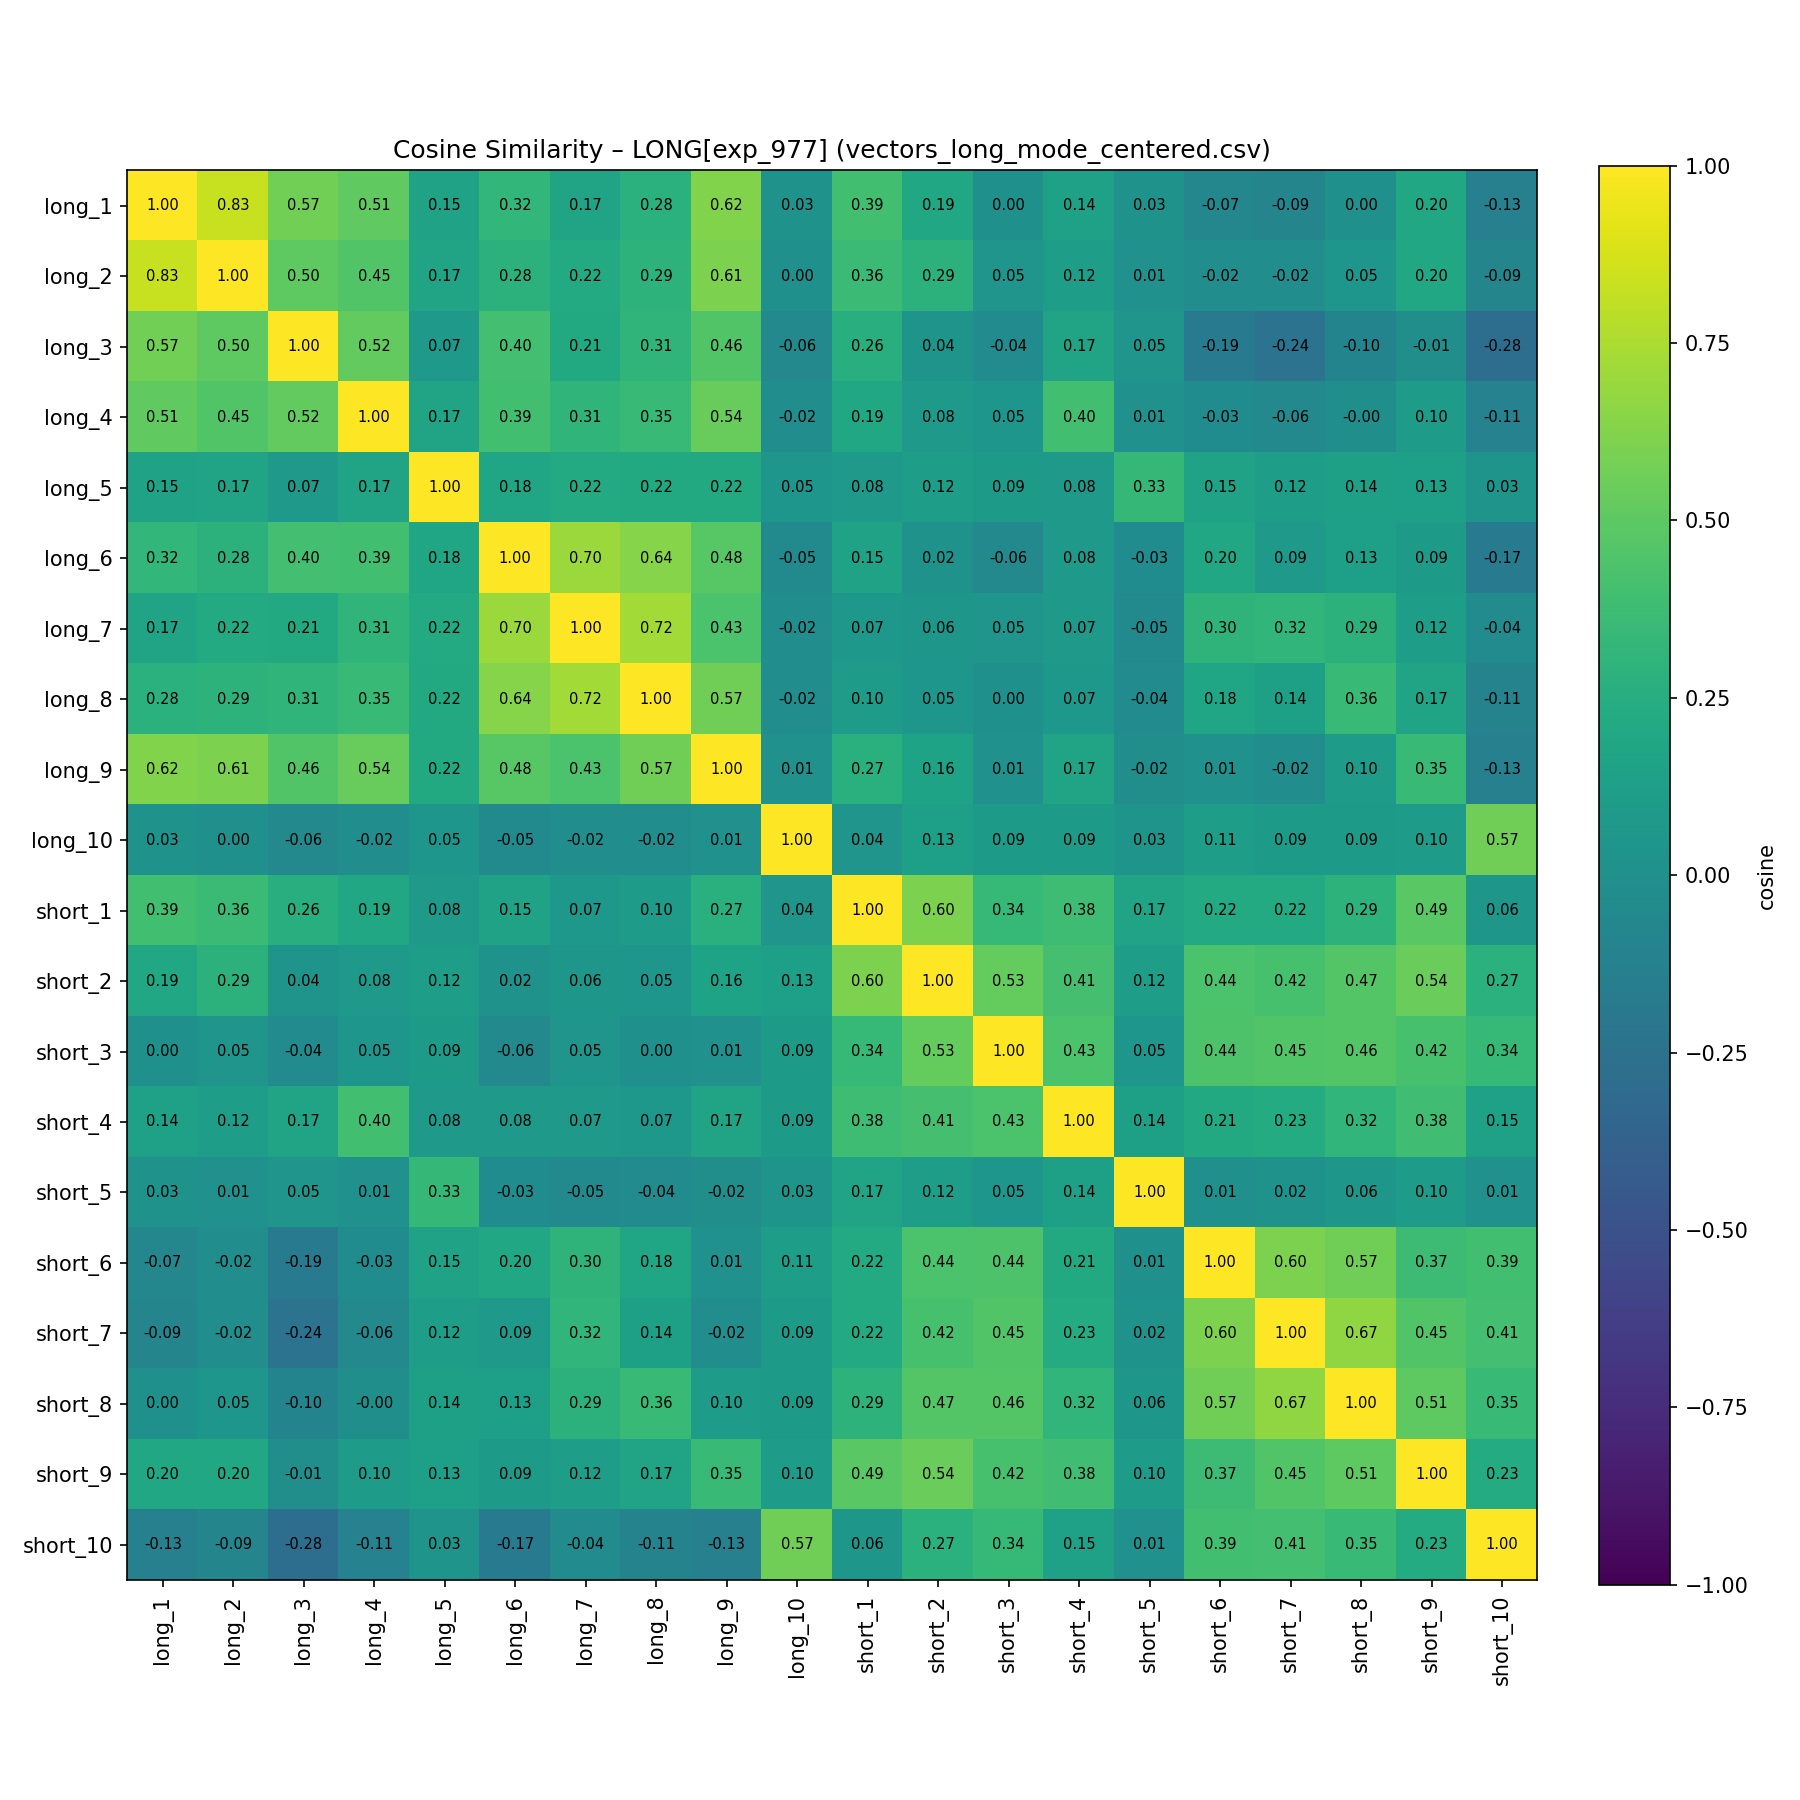 Cosine Similarity – LONG[exp_977] (vectors_long_mode_centered.csv)
long_1 1.00 0.83 0.57 0.51 0.15 0.32 0.17 0.28 0.62 0.03 0.39 0.19 0.00 0.14 0.03 -0.07 -0.09 0.00 0.20 -0.13
long_2 0.83 1.00 0.50 0.45 0.17 0.28 0.22 0.29 0.61 0.00 0.36 0.29 0.05 0.12 0.01 -0.02 -0.02 0.05 0.20 -0.09
long_3 0.57 0.50 1.00 0.52 0.07 0.40 0.21 0.31 0.46 -0.06 0.26 0.04 -0.04 0.17 0.05 -0.19 -0.24 -0.10 -0.01 -0.28
long_4 0.51 0.45 0.52 1.00 0.17 0.39 0.31 0.35 0.54 -0.02 0.19 0.08 0.05 0.40 0.01 -0.03 -0.06 -0.00 0.10 -0.11
long_5 0.15 0.17 0.07 0.17 1.00 0.18 0.22 0.22 0.22 0.05 0.08 0.12 0.09 0.08 0.33 0.15 0.12 0.14 0.13 0.03
long_6 0.32 0.28 0.40 0.39 0.18 1.00 0.70 0.64 0.48 -0.05 0.15 0.02 -0.06 0.08 -0.03 0.20 0.09 0.13 0.09 -0.17
long_7 0.17 0.22 0.21 0.31 0.22 0.70 1.00 0.72 0.43 -0.02 0.07 0.06 0.05 0.07 -0.05 0.30 0.32 0.29 0.12 -0.04
long_8 0.28 0.29 0.31 0.35 0.22 0.64 0.72 1.00 0.57 -0.02 0.10 0.05 0.00 0.07 -0.04 0.18 0.14 0.36 0.17 -0.11
long_9 0.62 0.61 0.46 0.54 0.22 0.48 0.43 0.57 1.00 0.01 0.27 0.16 0.01 0.17 -0.02 0.01 -0.02 0.10 0.35 -0.13
long_10 0.03 0.00 -0.06 -0.02 0.05 -0.05 -0.02 -0.02 0.01 1.00 0.04 0.13 0.09 0.09 0.03 0.11 0.09 0.09 0.10 0.57
short_1 0.39 0.36 0.26 0.19 0.08 0.15 0.07 0.10 0.27 0.04 1.00 0.60 0.34 0.38 0.17 0.22 0.22 0.29 0.49 0.06
short_2 0.19 0.29 0.04 0.08 0.12 0.02 0.06 0.05 0.16 0.13 0.60 1.00 0.53 0.41 0.12 0.44 0.42 0.47 0.54 0.27
short_3 0.00 0.05 -0.04 0.05 0.09 -0.06 0.05 0.00 0.01 0.09 0.34 0.53 1.00 0.43 0.05 0.44 0.45 0.46 0.42 0.34
short_4 0.14 0.12 0.17 0.40 0.08 0.08 0.07 0.07 0.17 0.09 0.38 0.41 0.43 1.00 0.14 0.21 0.23 0.32 0.38 0.15
short_5 0.03 0.01 0.05 0.01 0.33 -0.03 -0.05 -0.04 -0.02 0.03 0.17 0.12 0.05 0.14 1.00 0.01 0.02 0.06 0.10 0.01
short_6 -0.07 -0.02 -0.19 -0.03 0.15 0.20 0.30 0.18 0.01 0.11 0.22 0.44 0.44 0.21 0.01 1.00 0.60 0.57 0.37 0.39
short_7 -0.09 -0.02 -0.24 -0.06 0.12 0.09 0.32 0.14 -0.02 0.09 0.22 0.42 0.45 0.23 0.02 0.60 1.00 0.67 0.45 0.41
short_8 0.00 0.05 -0.10 -0.00 0.14 0.13 0.29 0.36 0.10 0.09 0.29 0.47 0.46 0.32 0.06 0.57 0.67 1.00 0.51 0.35
short_9 0.20 0.20 -0.01 0.10 0.13 0.09 0.12 0.17 0.35 0.10 0.49 0.54 0.42 0.38 0.10 0.37 0.45 0.51 1.00 0.23
short_10 -0.13 -0.09 -0.28 -0.11 0.03 -0.17 -0.04 -0.11 -0.13 0.57 0.06 0.27 0.34 0.15 0.01 0.39 0.41 0.35 0.23 1.00
long_1 long_2 long_3 long_4 long_5 long_6 long_7 long_8 long_9 long_10 short_1 short_2 short_3 short_4 short_5 short_6 short_7 short_8 short_9 short_10
1.00
0.75
0.50
0.25
0.00
−0.25
−0.50
−0.75
−1.00
cosine